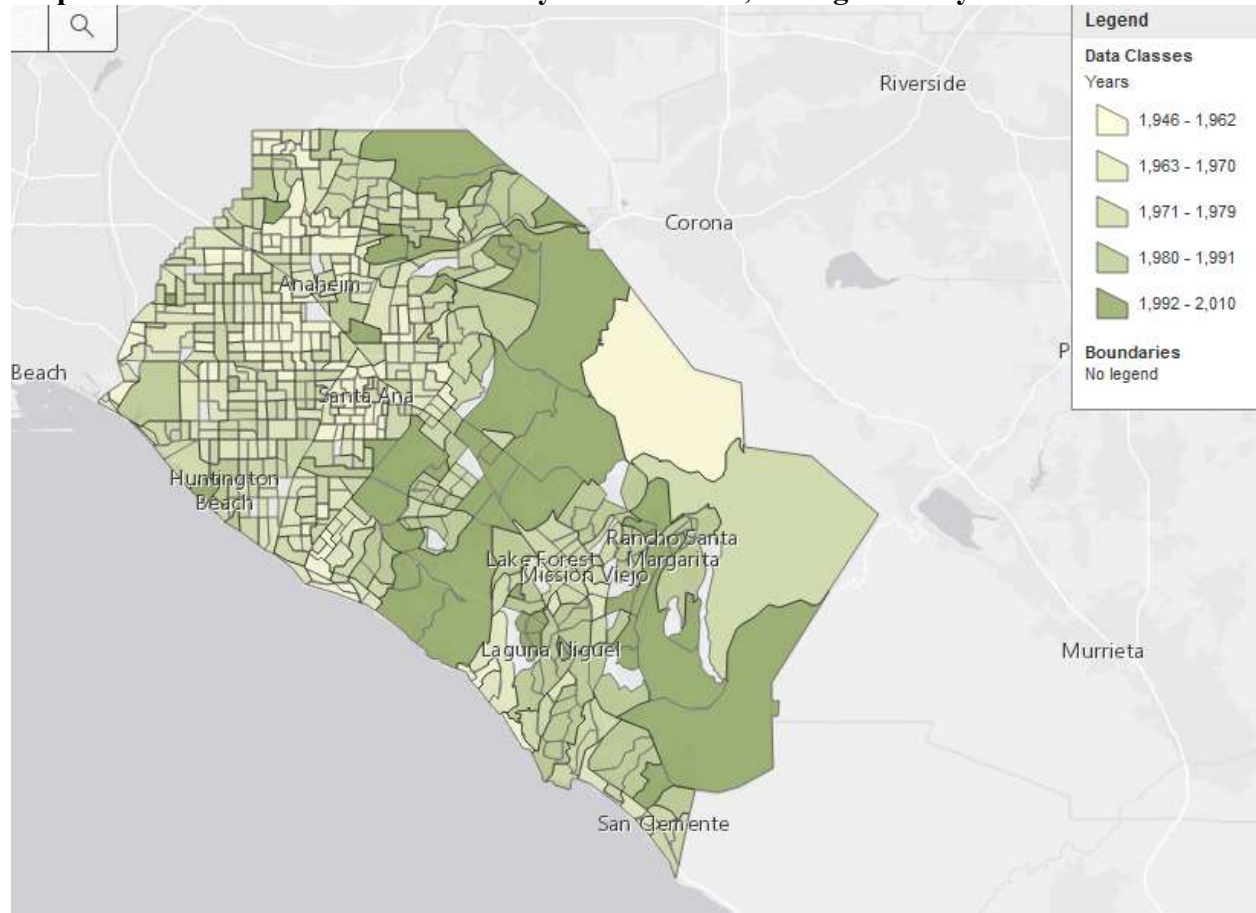 Riverside
Corona
Anaheim
Beach
Santa Ana
Huntington
Beach
Rancho Santa
Margarita
Lake Forest
Mission Viejo
Laguna Niguel
Murrieta
San Clemente
P
Legend
Data Classes
Years
1,946 - 1,962
1,963 - 1,970
1,971 - 1,979
1,980 - 1,991
1,992 - 2,010
Boundaries
No legend